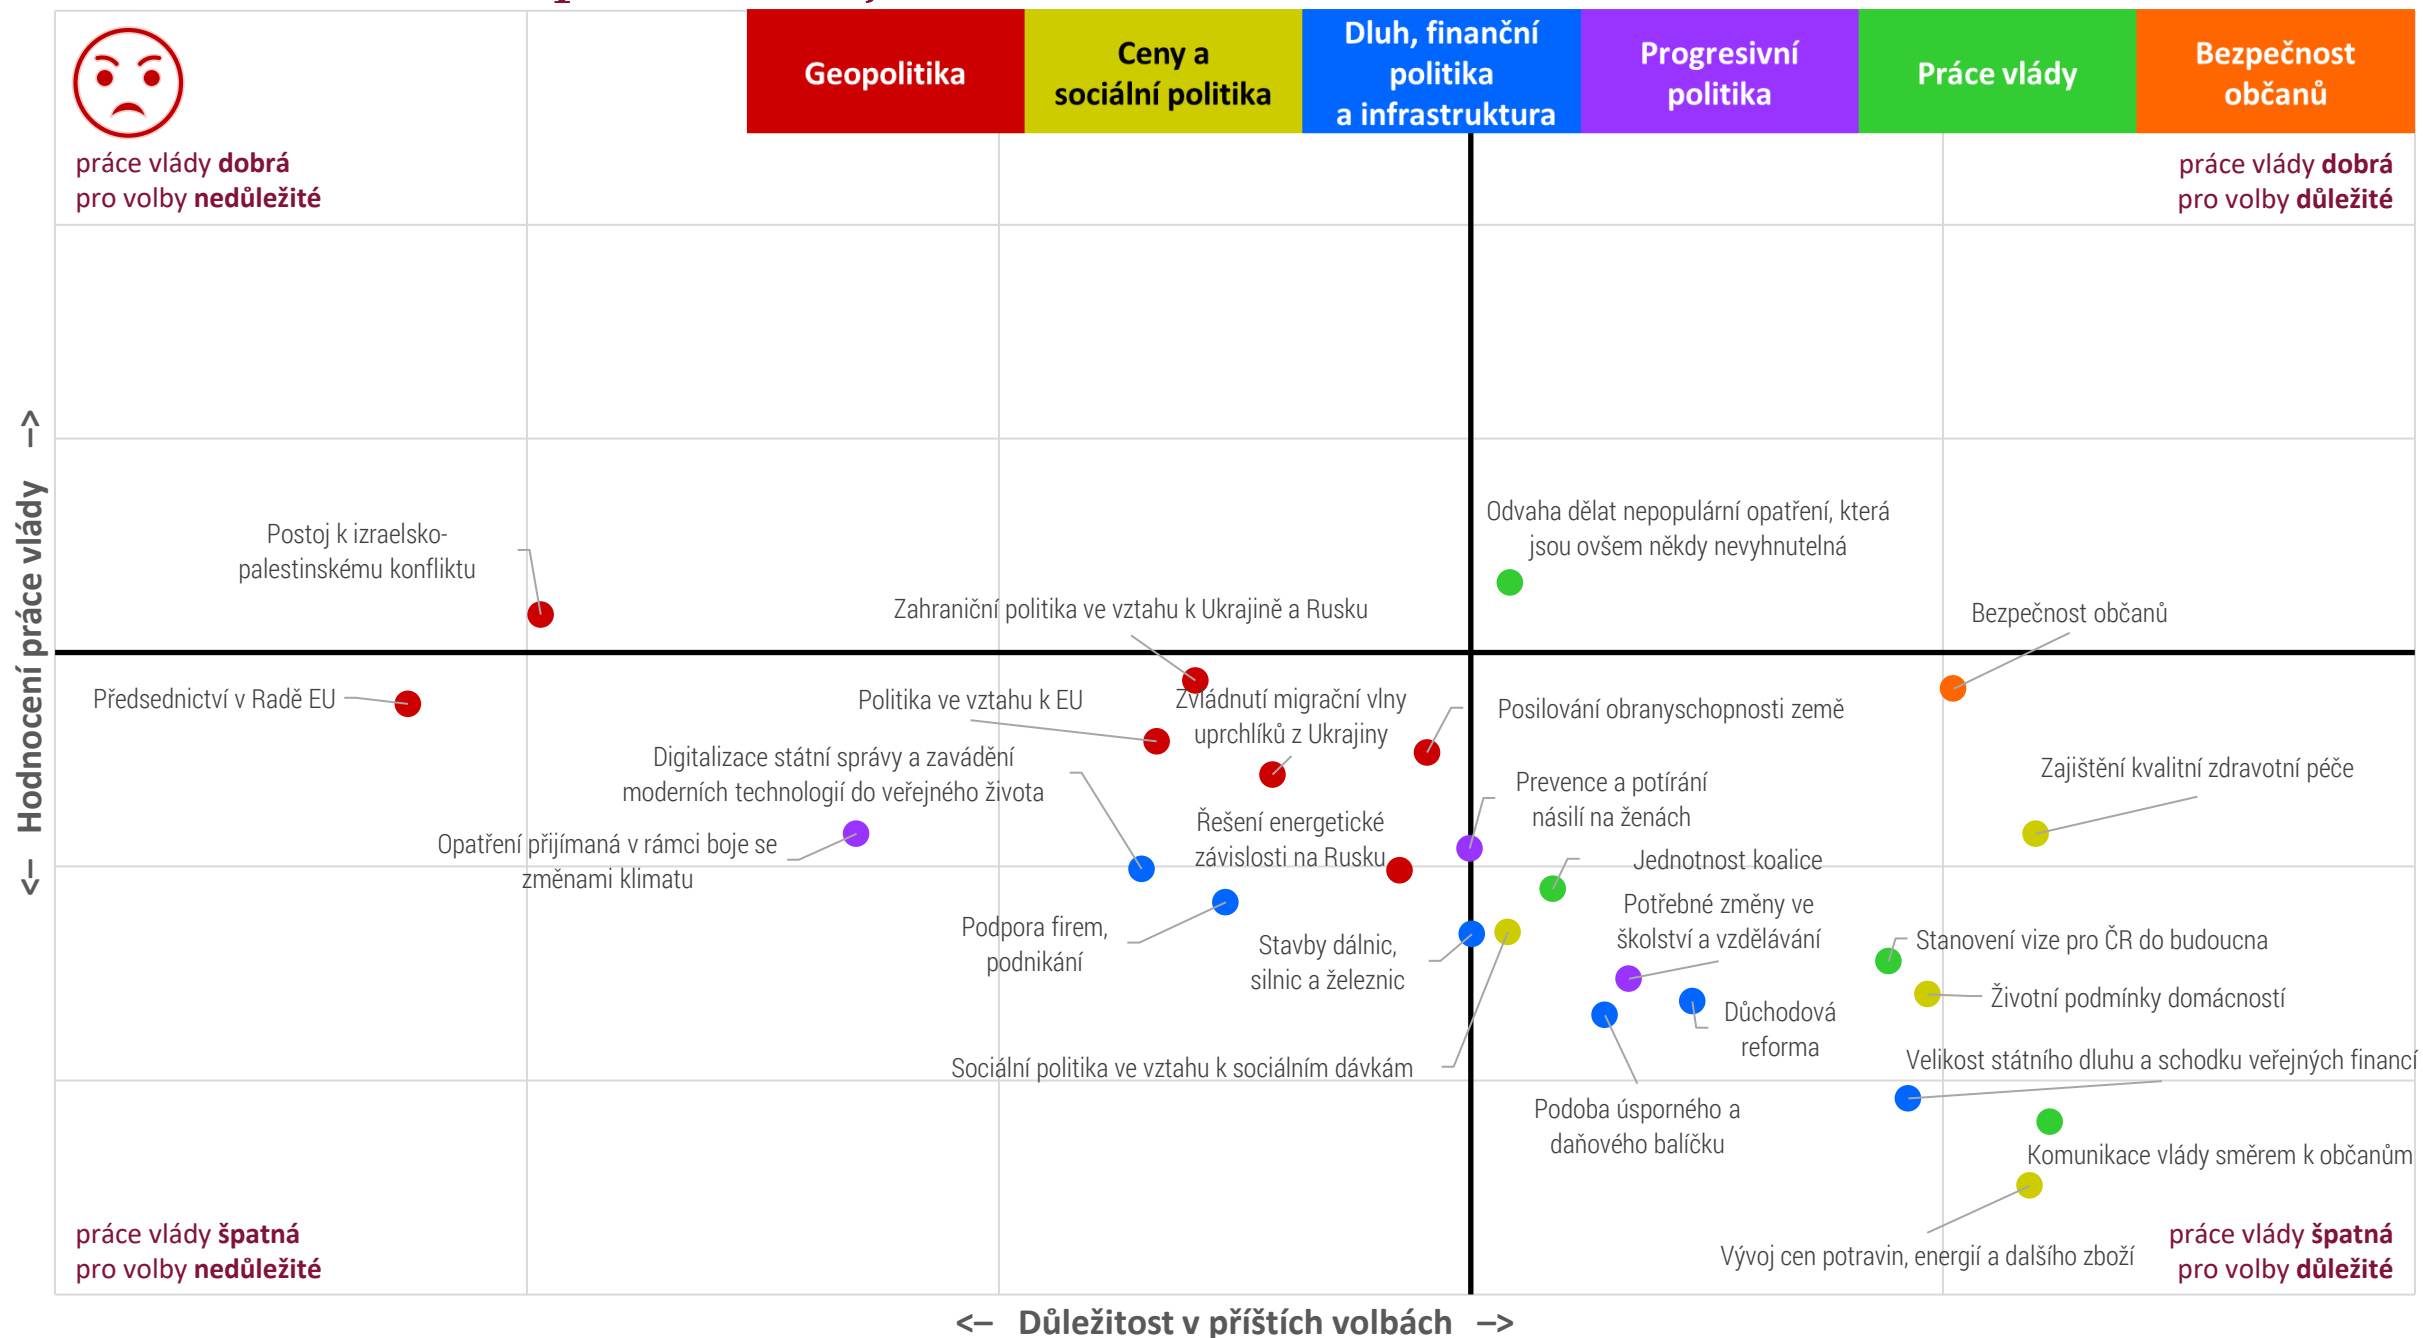 Geopolitika
Ceny a
sociální politika
Dluh, finanční
politika
a infrastruktura
Progresivní
politika
Práce vlády
Bezpečnost
občanů
práce vlády dobrá
pro volby nedůležité
práce vlády dobrá
pro volby důležité
<– Hodnocení práce vlády –>
Postoj k izraelsko-
palestinskému konfliktu
Odvaha dělat nepopulární opatření, která
jsou ovšem někdy nevyhnutelná
Zahraniční politika ve vztahu k Ukrajině a Rusku
Bezpečnost občanů
Předsednictví v Radě EU
Politika ve vztahu k EU
Zvládnutí migrační vlny
uprchlíků z Ukrajiny
Posilování obranyschopnosti země
Digitalizace státní správy a zavádění
moderních technologií do veřejného života
Prevence a potírání
násilí na ženách
Zajištění kvalitní zdravotní péče
Opatření přijímaná v rámci boje se
změnami klimatu
Řešení energetické
závislosti na Rusku
Jednotnost koalice
Podpora firem,
podnikání
Stavby dálnic,
silnic a železnic
Potřebné změny ve
školství a vzdělávání
Stanovení vize pro ČR do budoucna
Životní podmínky domácností
Důchodová
reforma
Sociální politika ve vztahu k sociálním dávkám
Velikost státního dluhu a schodku veřejných financí
Podoba úsporného a
daňového balíčku
Komunikace vlády směrem k občanům
Vývoj cen potravin, energií a dalšího zboží
práce vlády špatná
pro volby nedůležité
práce vlády špatná
pro volby důležité
<– Důležitost v příštích volbách –>